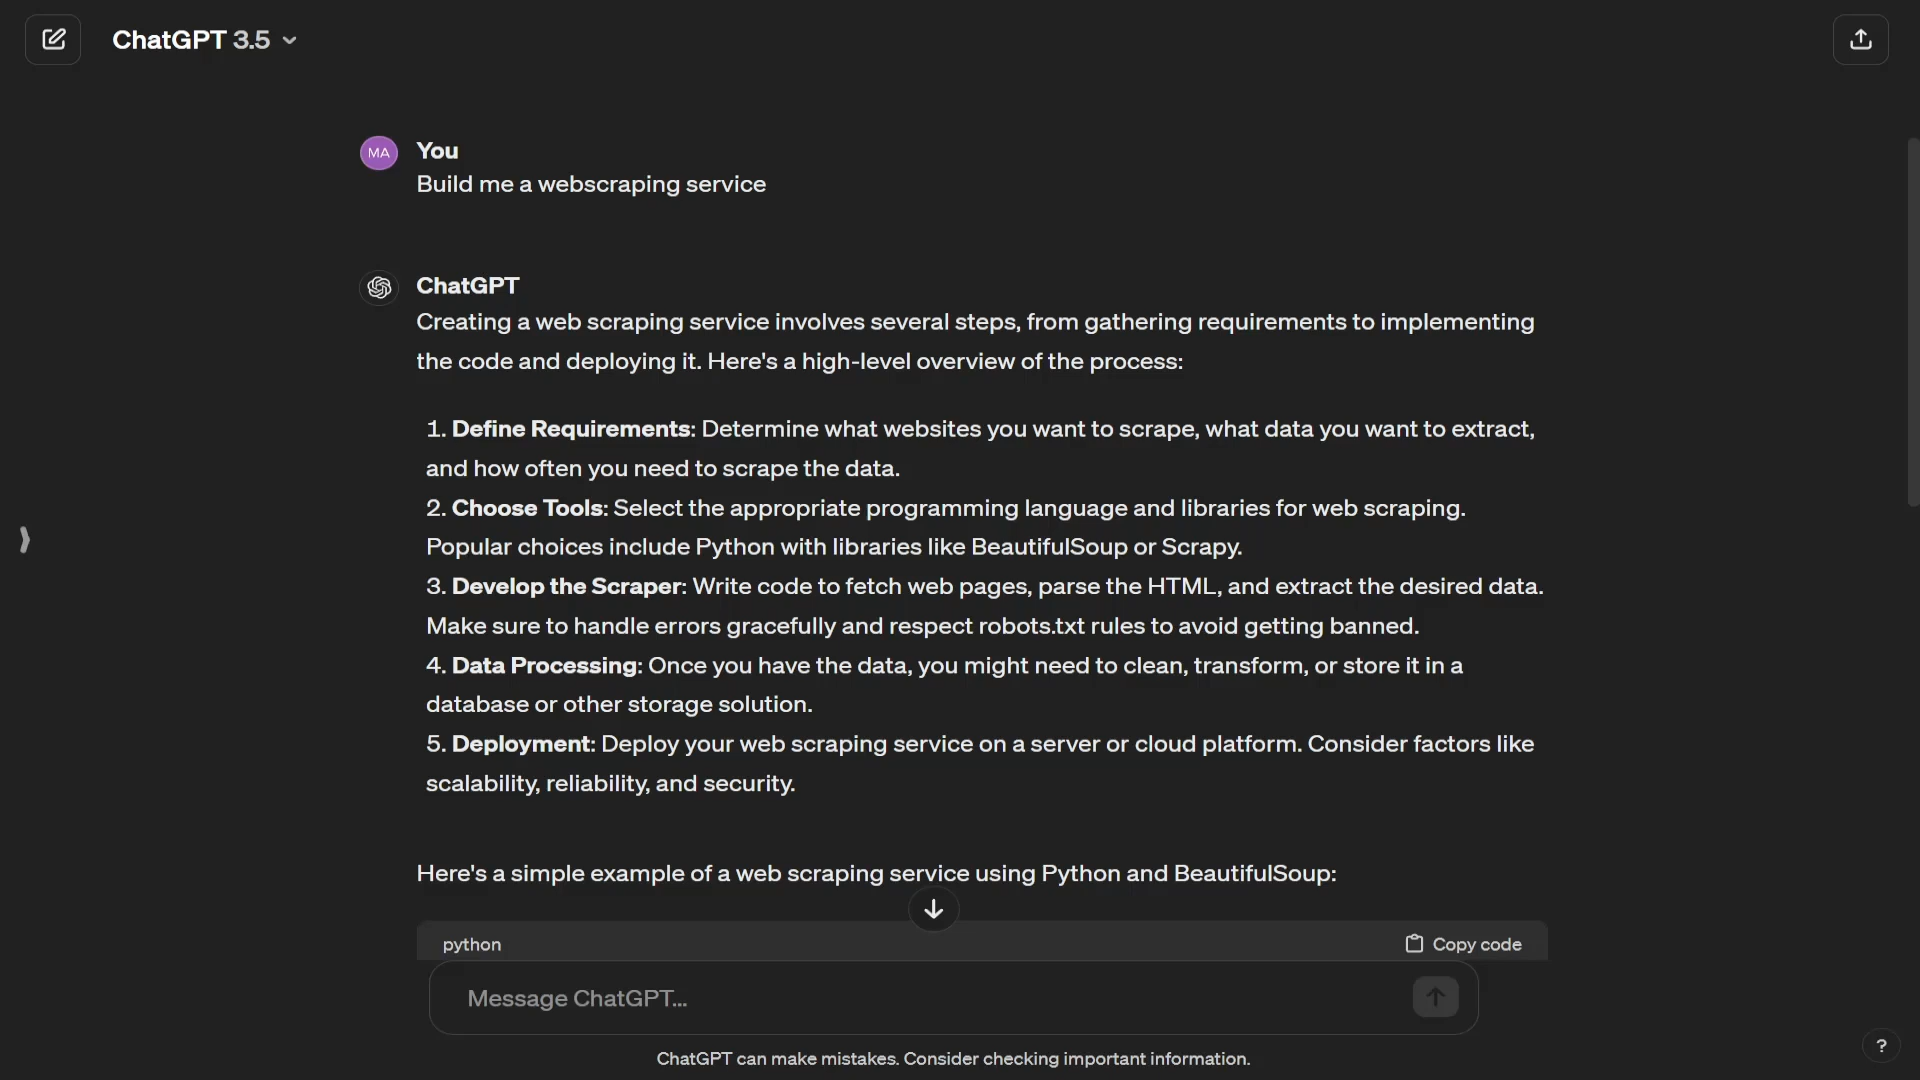 ChatGPT 3.5
MA
You
Build me a webscraping service
ChatGPT
Creating a web scraping service involves several steps, from gathering requirements to implementing
the code and deploying it. Here's a high-level overview of the process:
1. Define Requirements: Determine what websites you want to scrape, what data you want to extract,
and how often you need to scrape the data.
2. Choose Tools: Select the appropriate programming language and libraries for web scraping.
Popular choices include Python with libraries like BeautifulSoup or Scrapy.
3. Develop the Scraper: Write code to fetch web pages, parse the HTML, and extract the desired data.
Make sure to handle errors gracefully and respect robots.txt rules to avoid getting banned.
4. Data Processing: Once you have the data, you might need to clean, transform, or store it in a
database or other storage solution.
5. Deployment: Deploy your web scraping service on a server or cloud platform. Consider factors like
scalability, reliability, and security.
Here's a simple example of a web scraping service using Python and BeautifulSoup:
python
Copy code
Message ChatGPT...
ChatGPT can make mistakes. Consider checking important information.
?